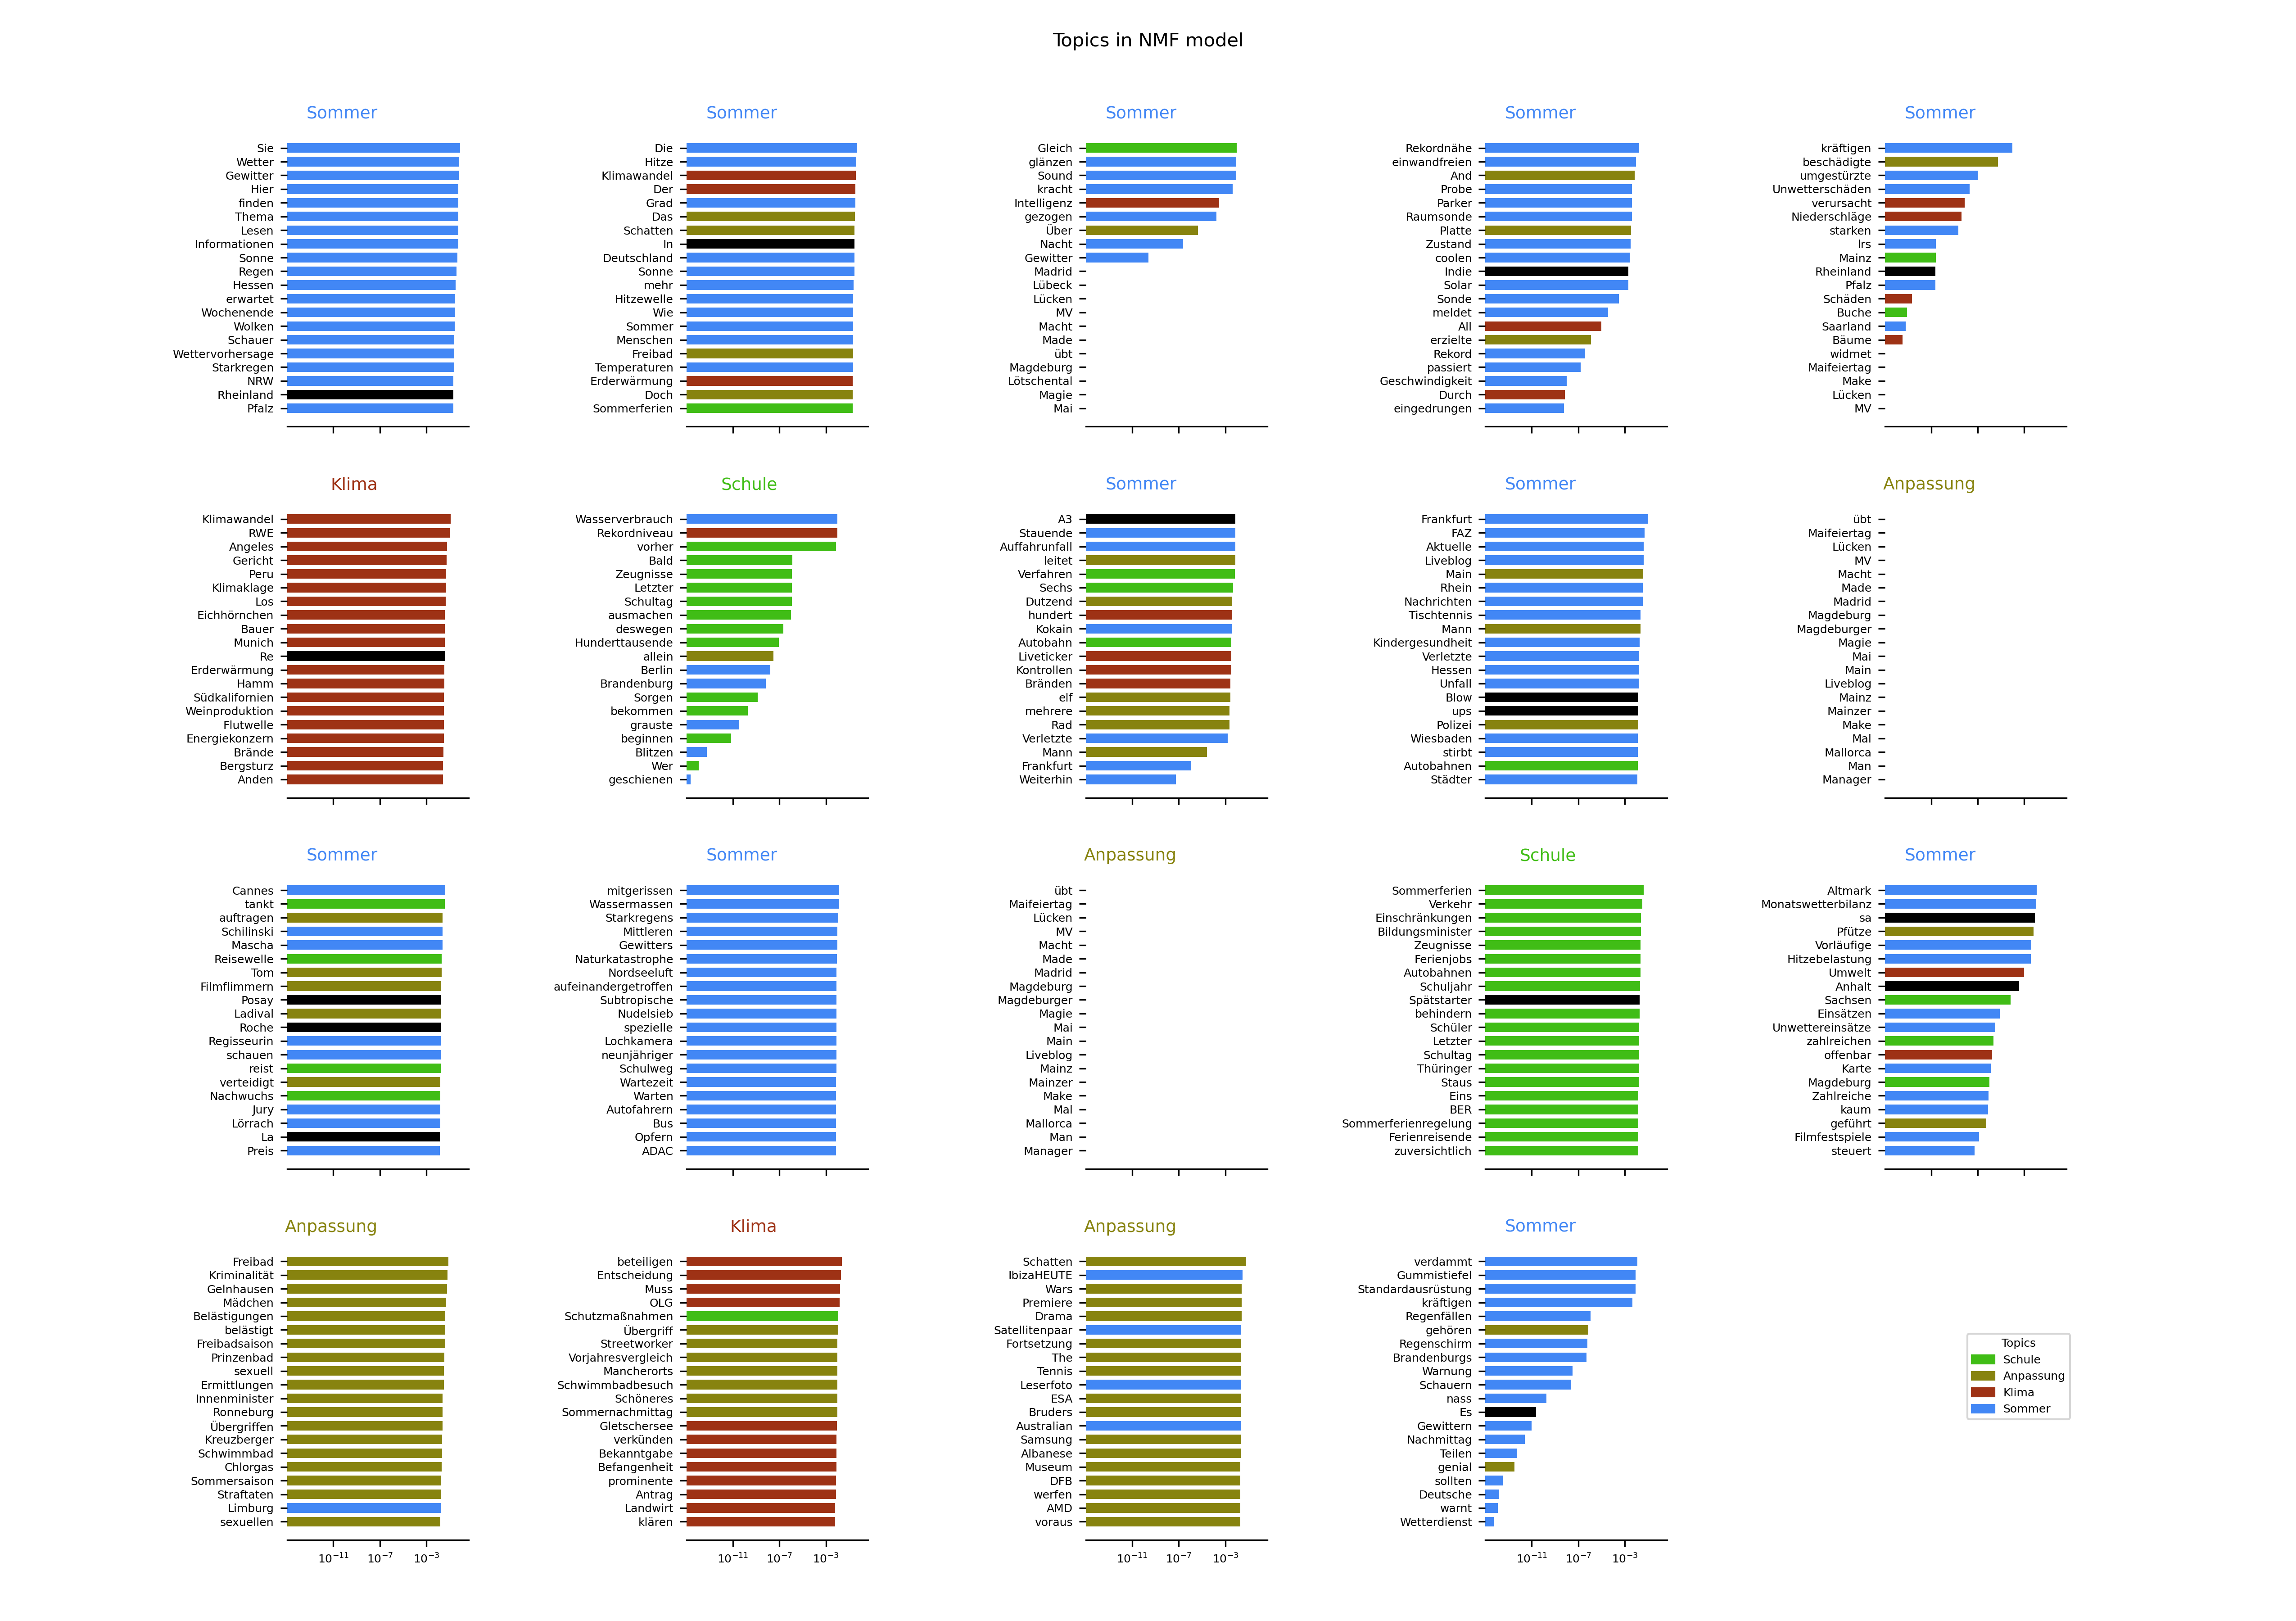 Topics in NMF model
Sommer
Sie
Wetter
Gewitter
Hier
finden
Thema
Lesen
Informationen
Sonne
Regen
Hessen
erwartet
Wochenende
Wolken
Schauer
Wettervorhersage
Starkregen
NRW
Rheinland
Pfalz
Sommer
Die
Hitze
Klimawandel
Der
Grad
Das
Schatten
In
Deutschland
Sonne
mehr
Hitzewelle
Wie
Sommer
Menschen
Freibad
Temperaturen
Erderwärmung
Doch
Sommerferien
Sommer
Gleich
glänzen
Sound
kracht
Intelligenz
gezogen
Über
Nacht
Gewitter
Madrid
Lübeck
Lücken
MV
Macht
Made
übt
Magdeburg
Lötschental
Magie
Mai
Sommer
Rekordnähe
einwandfreien
And
Probe
Parker
Raumsonde
Platte
Zustand
coolen
Indie
Solar
Sonde
meldet
All
erzielte
Rekord
passiert
Geschwindigkeit
Durch
eingedrungen
Sommer
kräftigen
beschädigte
umgestürzte
Unwetterschäden
verursacht
Niederschläge
starken
lrs
Mainz
Rheinland
Pfalz
Schäden
Buche
Saarland
Bäume
widmet
Maifeiertag
Make
Lücken
MV
Klima
Klimawandel
RWE
Angeles
Gericht
Peru
Klimaklage
Los
Eichhörnchen
Bauer
Munich
Re
Erderwärmung
Hamm
Südkalifornien
Weinproduktion
Flutwelle
Energiekonzern
Brände
Bergsturz
Anden
Schule
Wasserverbrauch
Rekordniveau
vorher
Bald
Zeugnisse
Letzter
Schultag
ausmachen
deswegen
Hunderttausende
allein
Berlin
Brandenburg
Sorgen
bekommen
grauste
beginnen
Blitzen
Wer
geschienen
Sommer
A3
Stauende
Auffahrunfall
leitet
Verfahren
Sechs
Dutzend
hundert
Kokain
Autobahn
Liveticker
Kontrollen
Bränden
elf
mehrere
Rad
Verletzte
Mann
Frankfurt
Weiterhin
Sommer
Frankfurt
FAZ
Aktuelle
Liveblog
Main
Rhein
Nachrichten
Tischtennis
Mann
Kindergesundheit
Verletzte
Hessen
Unfall
Blow
ups
Polizei
Wiesbaden
stirbt
Autobahnen
Städter
Anpassung
übt
Maifeiertag
Lücken
MV
Macht
Made
Madrid
Magdeburg
Magdeburger
Magie
Mai
Main
Liveblog
Mainz
Mainzer
Make
Mal
Mallorca
Man
Manager
Sommer
Cannes
tankt
auftragen
Schilinski
Mascha
Reisewelle
Tom
Filmflimmern
Posay
Ladival
Roche
Regisseurin
schauen
reist
verteidigt
Nachwuchs
Jury
Lörrach
La
Preis
Sommer
mitgerissen
Wassermassen
Starkregens
Mittleren
Gewitters
Naturkatastrophe
Nordseeluft
aufeinandergetroffen
Subtropische
Nudelsieb
spezielle
Lochkamera
neunjähriger
Schulweg
Wartezeit
Warten
Autofahrern
Bus
Opfern
ADAC
Anpassung
übt
Maifeiertag
Lücken
MV
Macht
Made
Madrid
Magdeburg
Magdeburger
Magie
Mai
Main
Liveblog
Mainz
Mainzer
Make
Mal
Mallorca
Man
Manager
Schule
Sommerferien
Verkehr
Einschränkungen
Bildungsminister
Zeugnisse
Ferienjobs
Autobahnen
Schuljahr
Spätstarter
behindern
Schüler
Letzter
Schultag
Thüringer
Staus
Eins
BER
Sommerferienregelung
Ferienreisende
zuversichtlich
Sommer
Altmark
Monatswetterbilanz
sa
Pfütze
Vorläufige
Hitzebelastung
Umwelt
Anhalt
Sachsen
Einsätzen
Unwettereinsätze
zahlreichen
offenbar
Karte
Magdeburg
Zahlreiche
kaum
geführt
Filmfestspiele
steuert
Anpassung
Freibad
Kriminalität
Gelnhausen
Mädchen
Belästigungen
belästigt
Freibadsaison
Prinzenbad
sexuell
Ermittlungen
Innenminister
Ronneburg
Übergriffen
Kreuzberger
Schwimmbad
Chlorgas
Sommersaison
Straftaten
Limburg
sexuellen
10⁻¹¹ 10⁻⁷ 10⁻³
Klima
beteiligen
Entscheidung
Muss
OLG
Schutzmaßnahmen
Übergriff
Streetworker
Vorjahresvergleich
Mancherorts
Schwimmbadbesuch
Schöneres
Sommernachmittag
Gletschersee
verkünden
Bekanntgabe
Befangenheit
prominente
Antrag
Landwirt
klären
10⁻¹¹ 10⁻⁷ 10⁻³
Anpassung
Schatten
IbizaHEUTE
Wars
Premiere
Drama
Satellitenpaar
Fortsetzung
The
Tennis
Leserfoto
ESA
Bruders
Australian
Samsung
Albanese
Museum
DFB
werfen
AMD
voraus
10⁻¹¹ 10⁻⁷ 10⁻³
Sommer
verdammt
Gummistiefel
Standardausrüstung
kräftigen
Regenfällen
gehören
Regenschirm
Brandenburgs
Warnung
Schauern
nass
Es
Gewittern
Nachmittag
Teilen
genial
sollten
Deutsche
warnt
Wetterdienst
10⁻¹¹ 10⁻⁷ 10⁻³
Topics
Schule
Anpassung
Klima
Sommer